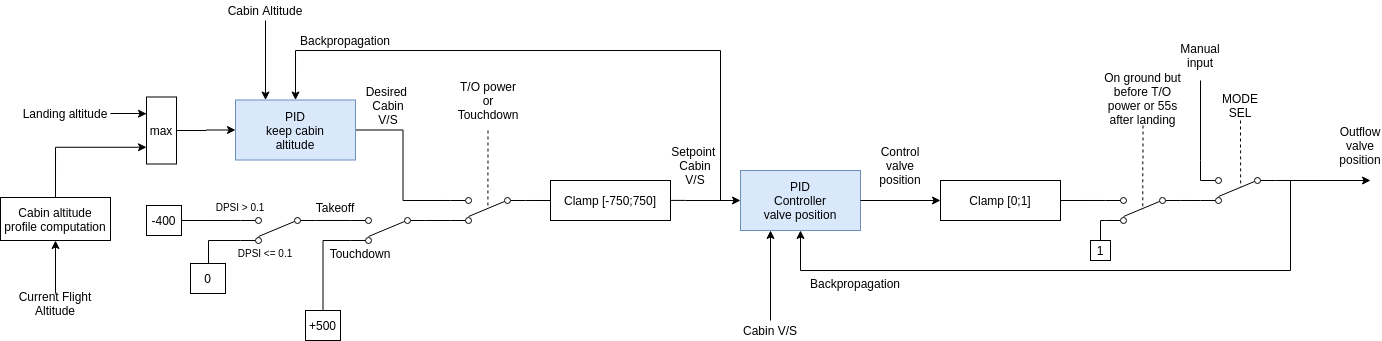 Cabin Altitude
Backpropagation
Landing altitude
max
PID
keep cabin
altitude
Desired
Cabin
V/S
T/O power
or
Touchdown
Cabin altitude
profile computation
Current Flight
Altitude
-400
DPSI > 0.1
DPSI <= 0.1
0
Takeoff
Touchdown
+500
Clamp [-750;750]
Setpoint
Cabin
V/S
PID
Controller
valve position
Cabin V/S
Backpropagation
Control
valve
position
Clamp [0;1]
On ground but
before T/O
power or 55s
after landing
1
Manual
input
MODE
SEL
Outflow
valve
position